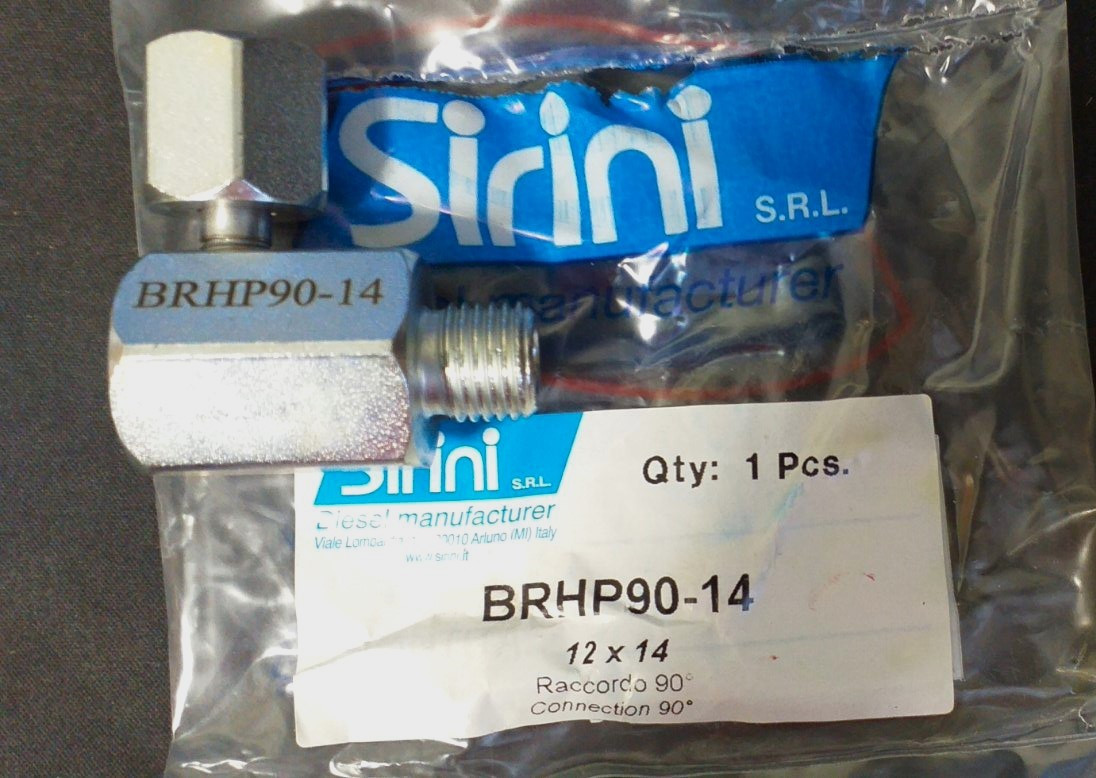 Sirini
S.R.L.
manufacturer
BRHP90-14
Sirini
S.R.L.
Qty: 1 Pcs.
Diesel manufacturer
Viale Arluno (MI) Italy
BRHP90-14
12 x 14
Raccordo 90°
Connection 90°